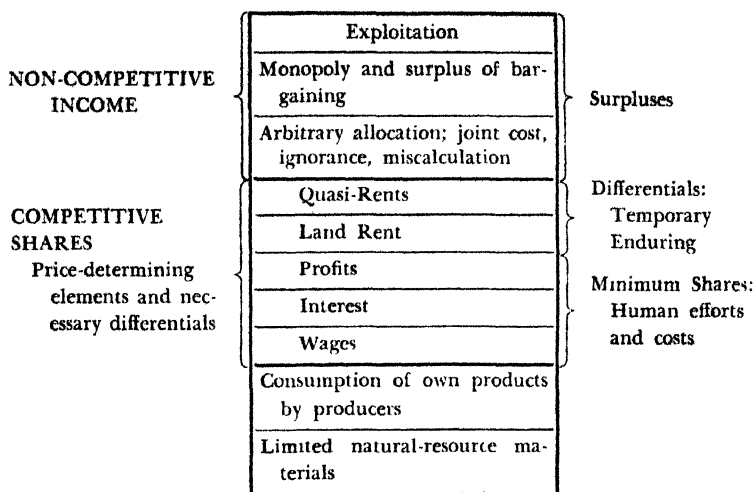 NON-COMPETITIVE
INCOME
Exploitation
Monopoly and surplus of bar-
gaining
Arbitrary allocation; joint cost,
ignorance, miscalculation
Surpluses
COMPETITIVE
SHARES
Price-determining
elements and nec-
essary differentials
Quasi-Rents
Land Rent
Profits
Interest
Wages
Differentials:
Temporary
Enduring
Minimum Shares:
Human efforts
and costs
Consumption of own products
by producers
Limited natural-resource ma-
terials